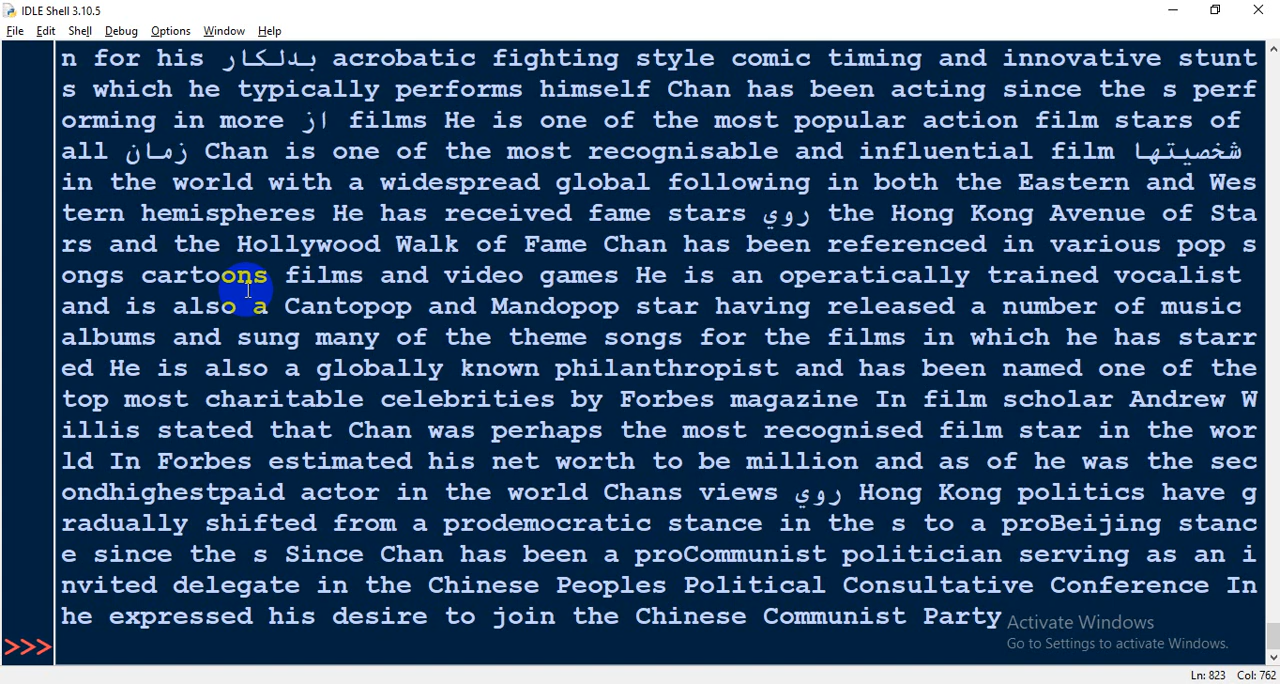 IDLE Shell 3.10.5
File Edit Shell Debug Options Window Help
n for his بدلکار acrobatic fighting style comic timing and innovative stunt
s which he typically performs himself Chan has been acting since the s perf
orming in more از films He is one of the most popular action film stars of
all زمان Chan is one of the most recognisable and influential film شخصیتها
in the world with a widespread global following in both the Eastern and Wes
tern hemispheres He has received fame stars روي the Hong Kong Avenue of Sta
rs and the Hollywood Walk of Fame Chan has been referenced in various pop s
ongs cartoons films and video games He is an operatically trained vocalist
and is also a Cantopop and Mandopop star having released a number of music
albums and sung many of the theme songs for the films in which he has starr
ed He is also a globally known philanthropist and has been named one of the
top most charitable celebrities by Forbes magazine In film scholar Andrew W
illis stated that Chan was perhaps the most recognised film star in the wor
ld In Forbes estimated his net worth to be million and as of he was the sec
ondhighestpaid actor in the world Chans views روي Hong Kong politics have g
radually shifted from a prodemocratic stance in the s to a proBeijing stanc
e since the s Since Chan has been a proCommunist politician serving as an i
nvited delegate in the Chinese Peoples Political Consultative Conference In
he expressed his desire to join the Chinese Communist Party
>>>
Activate Windows
Go to Settings to activate Windows.
Ln: 823 Col: 762